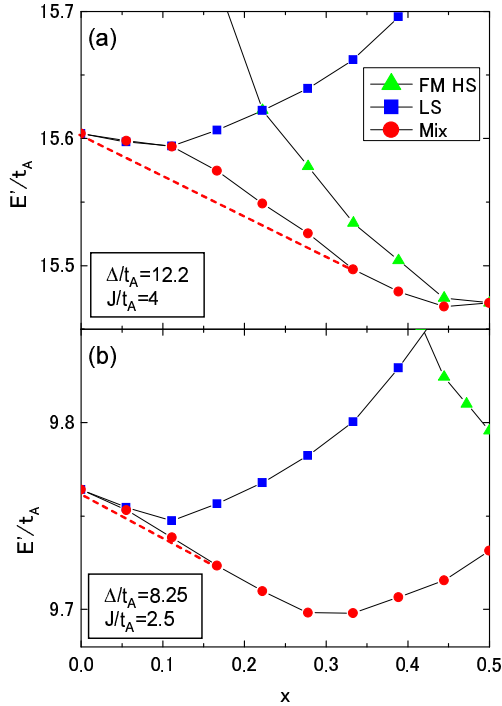 15.7
(a)
FM HS
LS
Mix
15.6
E'/t_A
15.5
Δ/t_A=12.2
J/t_A=4
(b)
9.8
E'/t_A
9.7
Δ/t_A=8.25
J/t_A=2.5
0.0 0.1 0.2 0.3 0.4 0.5
x